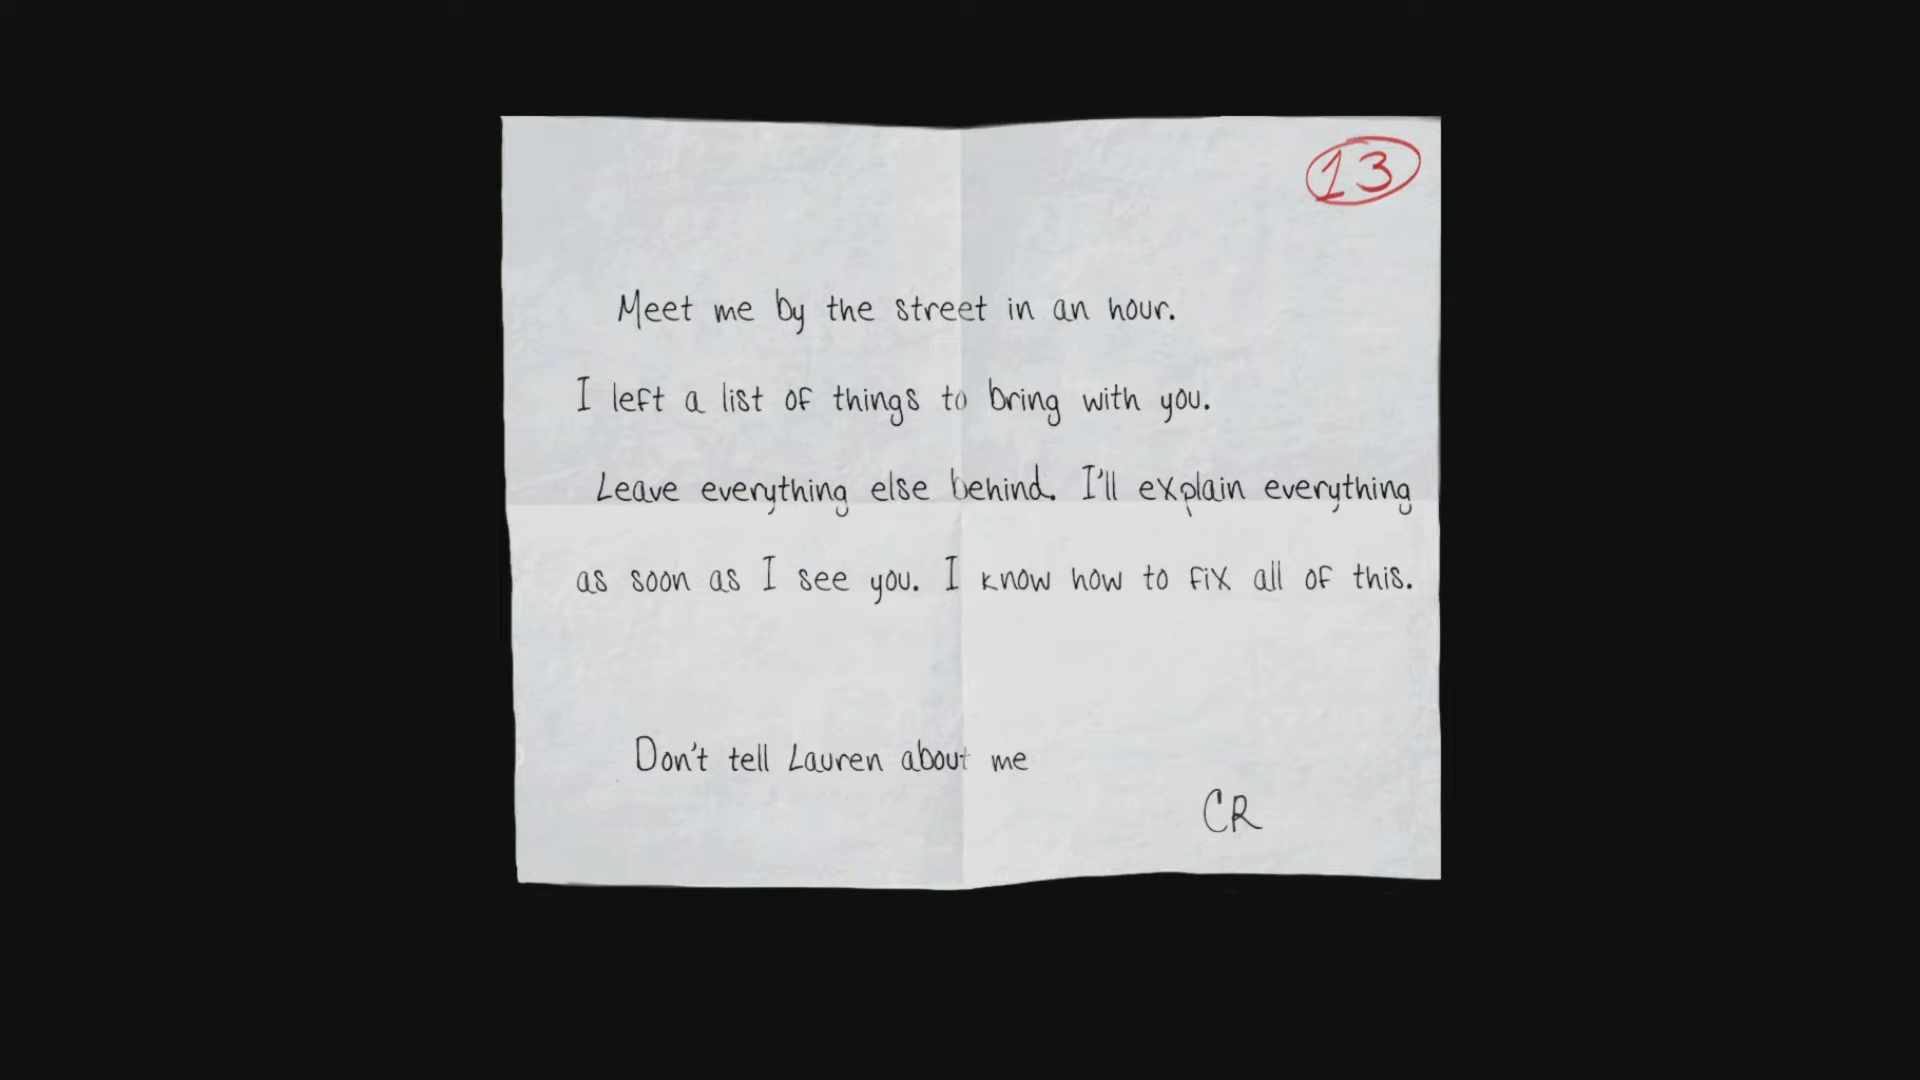 13
Meet me by the street in an hour.
I left a list of things to bring with you.
Leave everything else behind. I'll explain everything
as soon as I see you. I know how to fix all of this.
Don't tell Lauren about me
CR